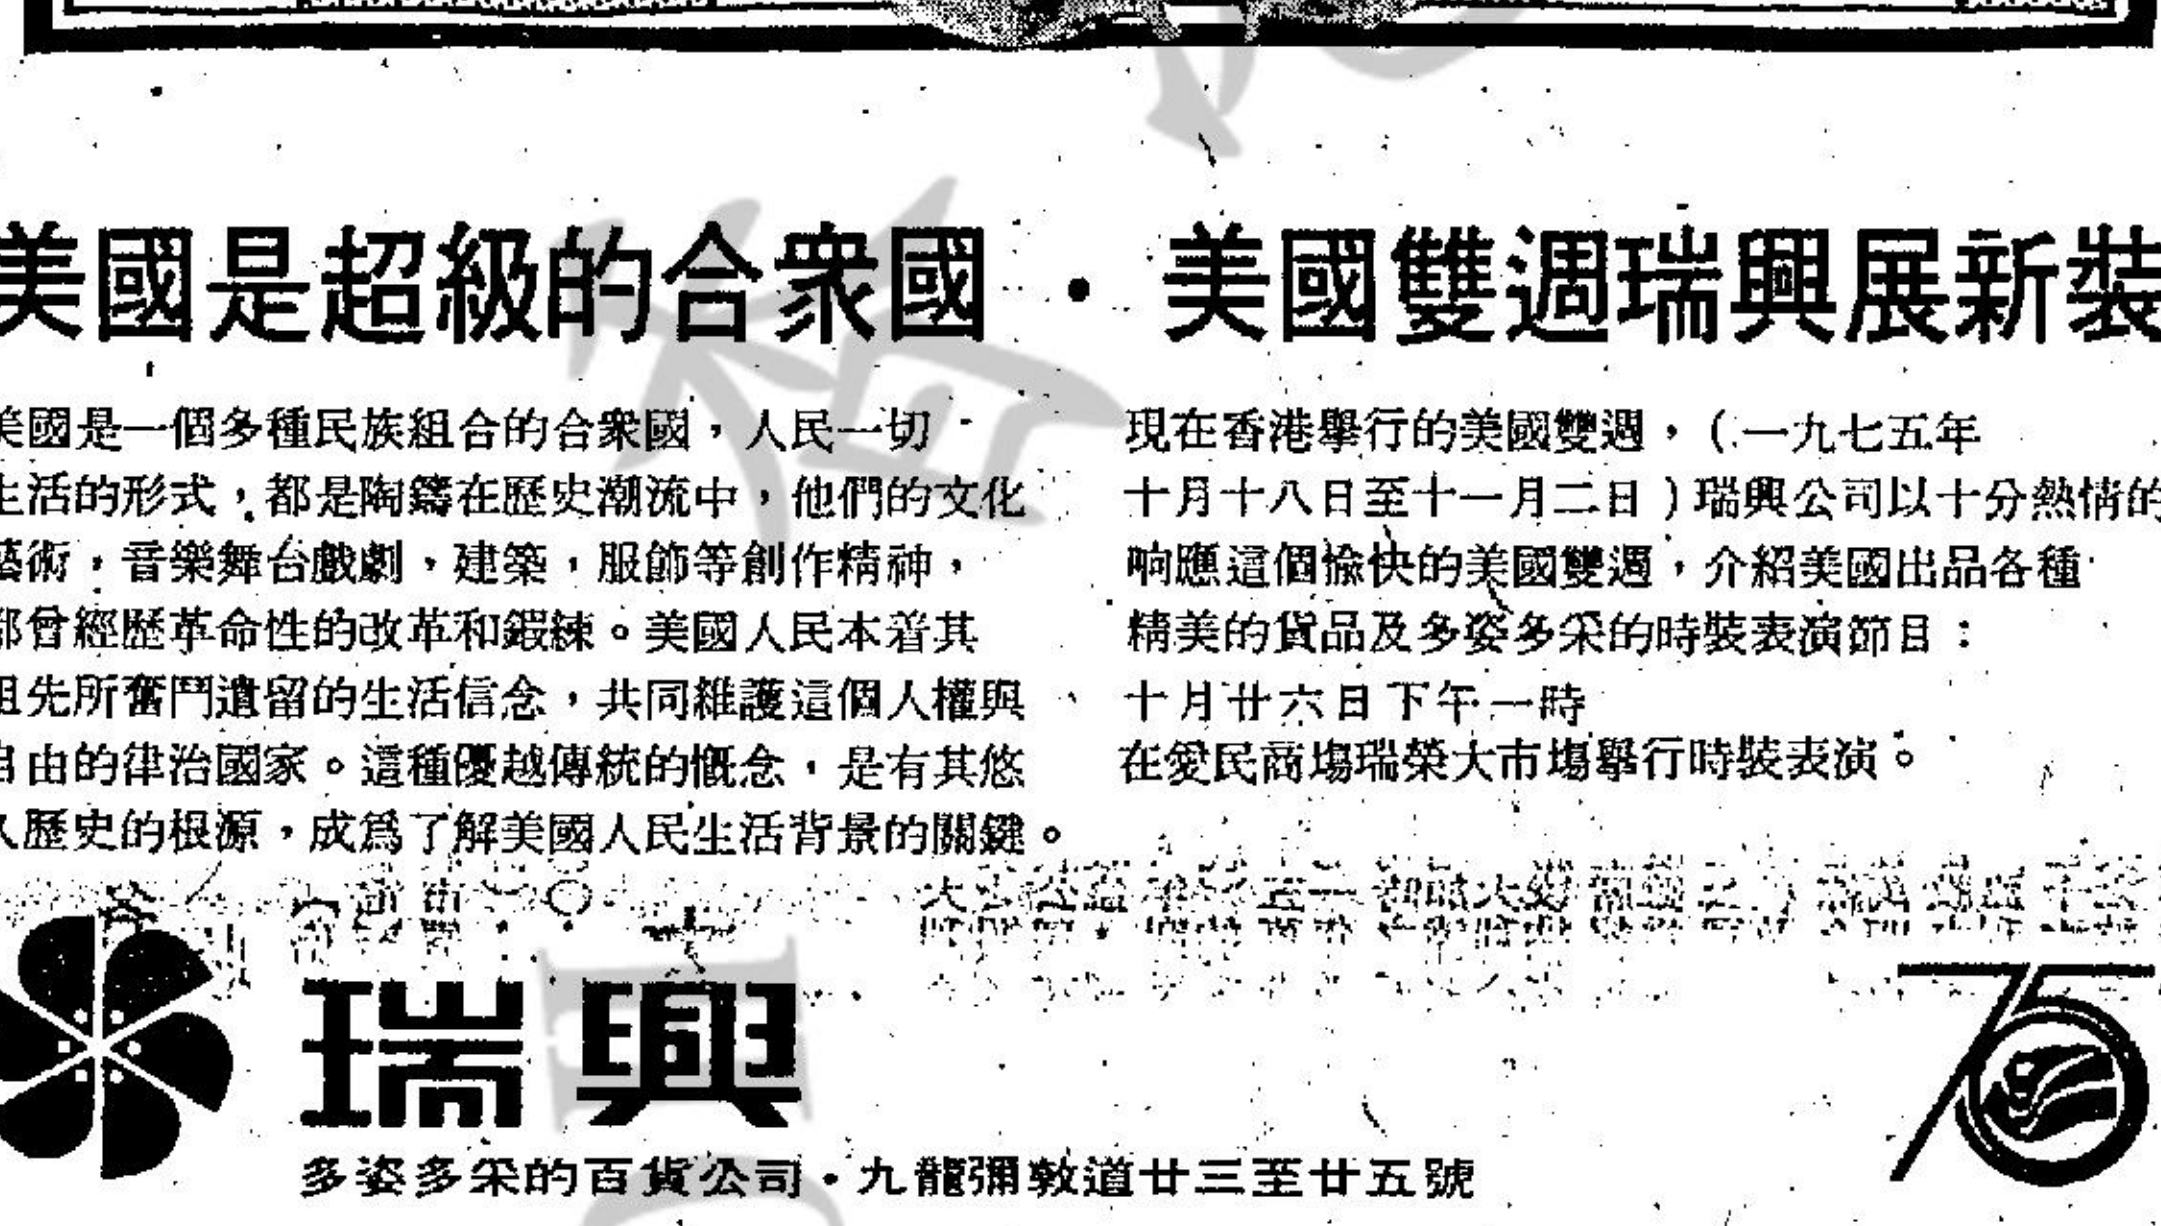 美國是超級的合衆國・美國雙週瑞興展新裝
美國是一個多種民族組合的合衆國，人民一切
生活的形式，都是陶鑄在歷史潮流中，他們的文化
藝術，音樂舞台戲劇，建築，服飾等創作精神，
都曾經歷革命性的改革和鍜練。美國人民本着其
祖先所奮鬥遺留的生活信念，共同維護這個人權與
自由的律治國家。這種優越傳統的慨念，是有其悠
久歷史的根源，成爲了解美國人民生活背景的關鍵。
現在香港舉行的美國雙週，（一九七五年
十月十八日至十一月二日）瑞興公司以十分熱情的
响應這個愉快的美國雙週，介紹美國出品各種
精美的貨品及多姿多采的時裝表演節目：
十月廿六日下午一時
在愛民商塲瑞榮大市塲舉行時裝表演。
瑞興
75
多姿多采的百貨公司・九龍彌敦道廿三至廿五號